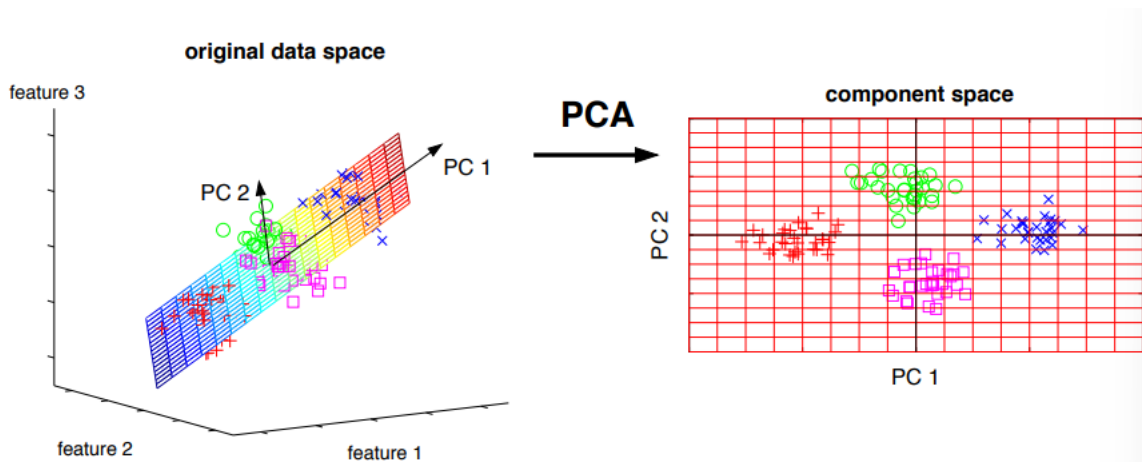 original data space
feature 3
PC 1
PC 2
feature 2
feature 1
PCA
component space
PC 2
PC 1